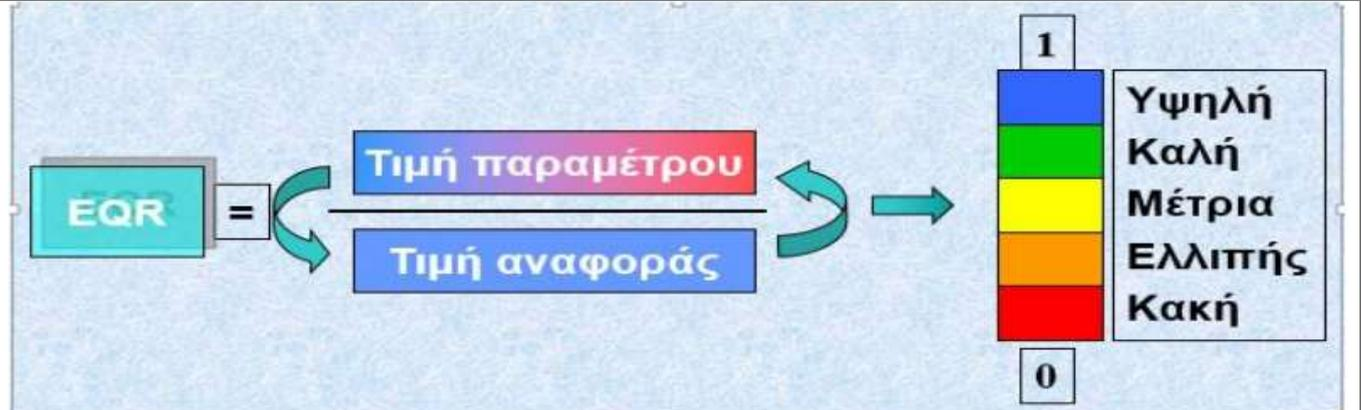 1
EQR
=
Τιμή παραμέτρου
Τιμή αναφοράς
Υψηλή
Καλή
Μέτρια
Ελλιπής
Κακή
0